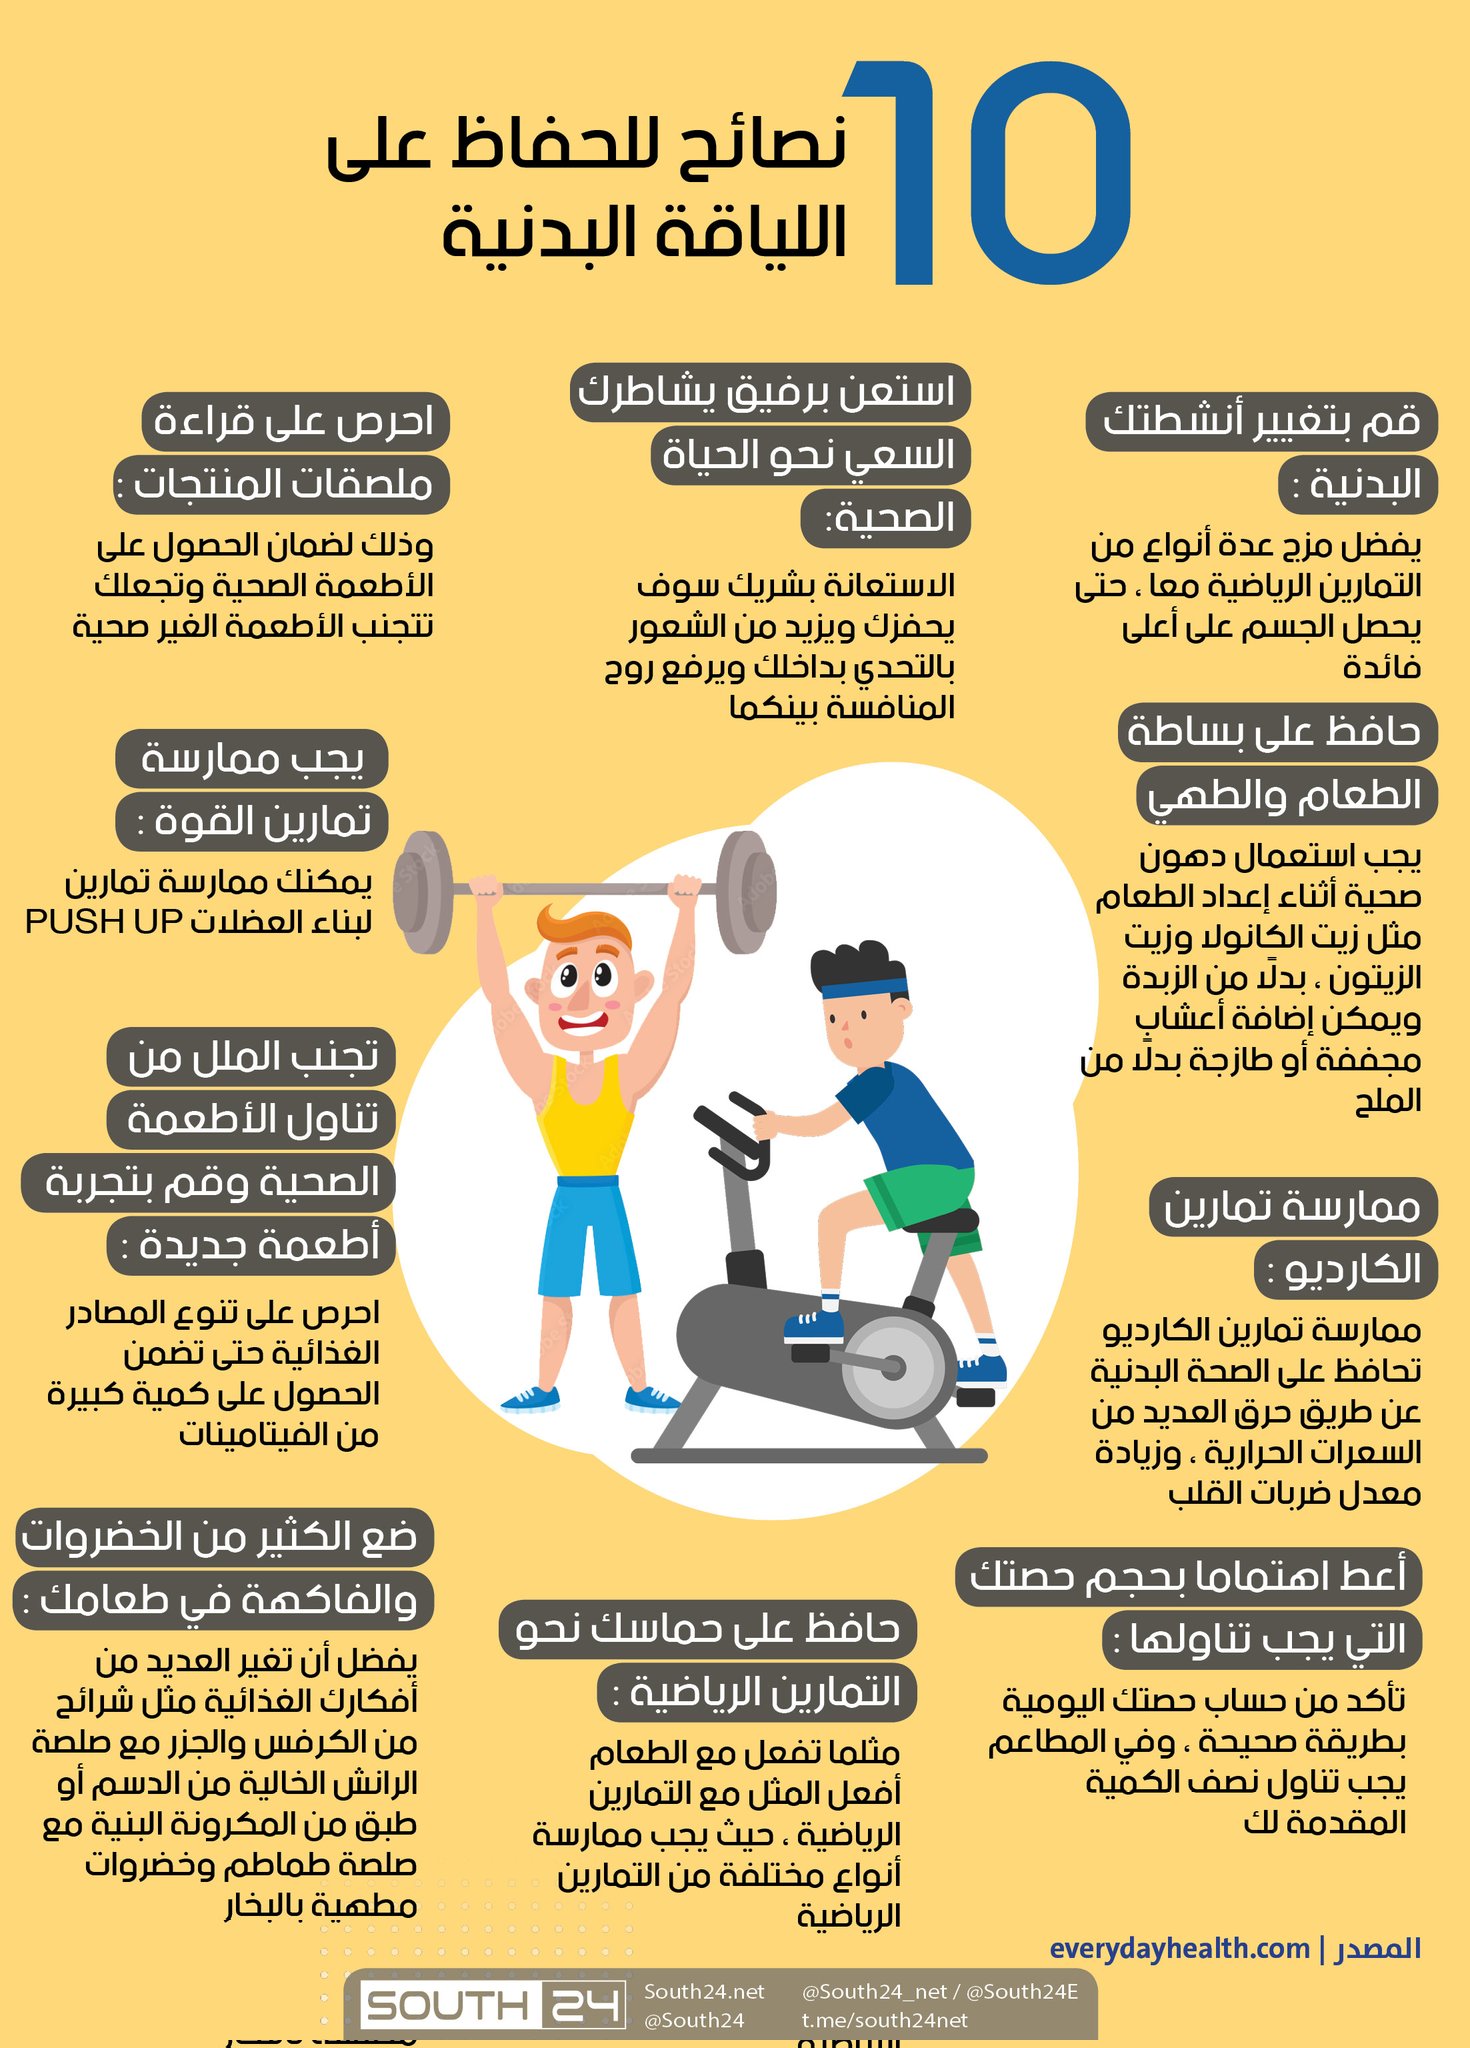 10
نصائح للحفاظ على
اللياقة البدنية
قم بتغيير أنشطتك
البدنية :
يفضل مزج عدة أنواع من
التمارين الرياضية معا ، حتى
يحصل الجسم على أعلى
فائدة
استعن برفيق يشاطرك
السعي نحو الحياة
الصحية:
الاستعانة بشريك سوف
يحفزك ويزيد من الشعور
بالتحدي بداخلك ويرفع روح
المنافسة بينكما
احرص على قراءة
ملصقات المنتجات :
وذلك لضمان الحصول على
الأطعمة الصحية وتجعلك
تتجنب الأطعمة الغير صحية
حافظ على بساطة
الطعام والطهي
يجب استعمال دهون
صحية أثناء إعداد الطعام
مثل زيت الكانولا وزيت
الزيتون ، بدلًا من الزبدة
ويمكن إضافة أعشاب
مجففة أو طازجة بدلًا من
الملح
يجب ممارسة
تمارين القوة :
يمكنك ممارسة تمارين
لبناء العضلات PUSH UP
تجنب الملل من
تناول الأطعمة
الصحية وقم بتجربة
أطعمة جديدة :
احرص على تنوع المصادر
الغذائية حتى تضمن
الحصول على كمية كبيرة
من الفيتامينات
ممارسة تمارين
الكارديو :
ممارسة تمارين الكارديو
تحافظ على الصحة البدنية
عن طريق حرق العديد من
السعرات الحرارية ، وزيادة
معدل ضربات القلب
أعط اهتماما بحجم حصتك
التي يجب تناولها :
تأكد من حساب حصتك اليومية
بطريقة صحيحة ، وفي المطاعم
يجب تناول نصف الكمية
المقدمة لك
حافظ على حماسك نحو
التمارين الرياضية :
مثلما تفعل مع الطعام
أفعل المثل مع التمارين
الرياضية ، حيث يجب ممارسة
أنواع مختلفة من التمارين
الرياضية
ضع الكثير من الخضروات
والفاكهة في طعامك :
يفضل أن تغير العديد من
أفكارك الغذائية مثل شرائح
من الكرفس والجزر مع صلصة
الرانش الخالية من الدسم أو
طبق من المكرونة البنية مع
صلصة طماطم وخضروات
مطهية بالبخار
المصدر | everydayhealth.com
SOUTH 24
South24.net
@South24
@South24_net / @South24E
t.me/south24net